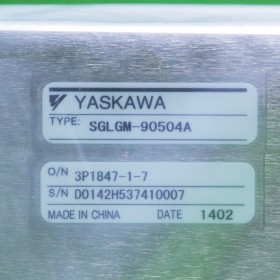 YASKAWA
TYPE: SGLGM-90504A
O/N 3P1847-1-7
S/N D0142H537410007
MADE IN CHINA DATE 1402